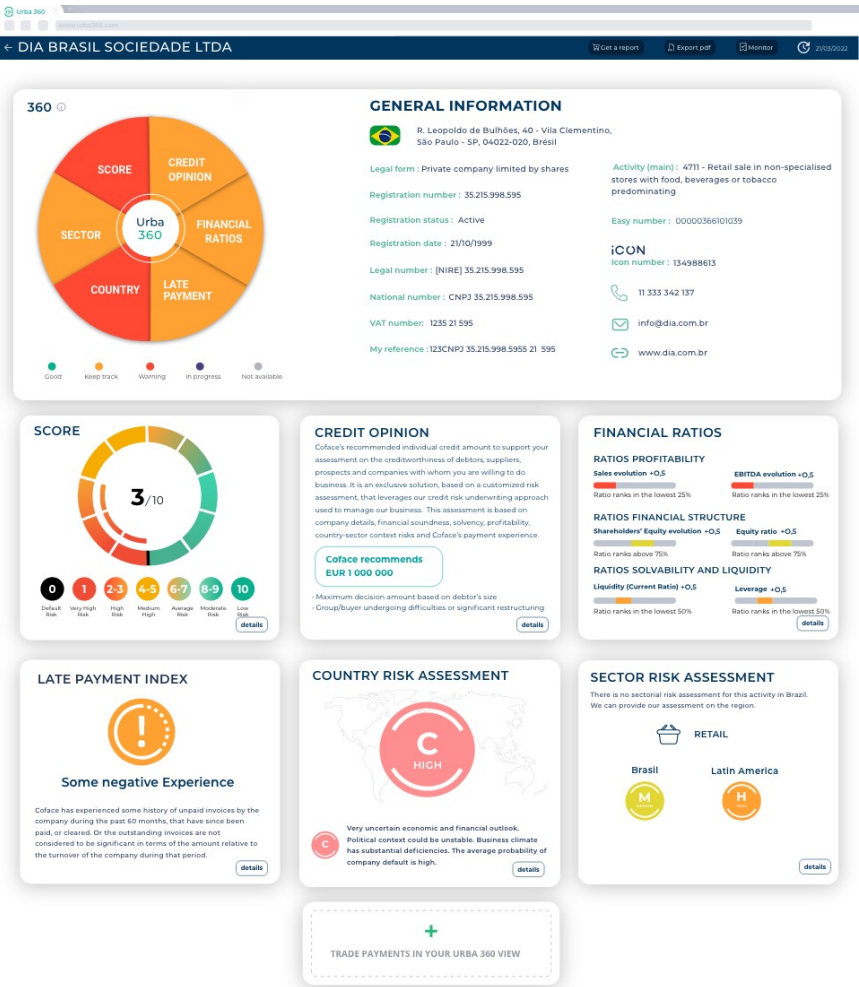 Urba 360
www.urba360.com
← DIA BRASIL SOCIEDADE LTDA
Get a report
Export pdf
Monitor
21/03/2022
360
SCORE
CREDIT
OPINION
SECTOR
Urba
360
FINANCIAL
RATIOS
COUNTRY
LATE
PAYMENT
Good
Keep track
Warning
In progress
Not available
GENERAL INFORMATION
R. Leopoldo de Bulhões, 40 - Vila Clementino,
São Paulo - SP, 04022-020, Brésil
Legal form : Private company limited by shares
Registration number : 35.215.998.595
Registration status : Active
Registration date : 21/10/1999
Legal number : [NIRE] 35.215.998.595
National number : CNPJ 35.215.998.595
VAT number: 1235 21 595
My reference :123CNPJ 35.215.998.5955 21 595
Activity (main) : 4711 - Retail sale in non-specialised
stores with food, beverages or tobacco
predominating
Easy number : 00000366101039
iCON
Icon number : 134988613
11 333 342 137
info@dia.com.br
www.dia.com.br
SCORE
3/10
0
1
2-3
4-5
6-7
8-9
10
Default
Risk
Very High
Risk
High
Risk
Medium
High
Average
Risk
Moderate
Risk
Low
Risk
details
CREDIT OPINION
Coface's recommended individual credit amount to support your
assessment on the creditworthiness of debtors, suppliers,
prospects and companies with whom you are willing to do
business. It is an exclusive solution, based on a customized risk
assessment, that leverages our credit risk underwriting approach
used to manage our business. This assessment is based on
company details, financial soundness, solvency, profitability,
country-sector context risks and Coface's payment experience.
Coface recommends
EUR 1 000 000
- Maximum decision amount based on debtor's size
- Group/buyer undergoing difficulties or significant restructuring
details
FINANCIAL RATIOS
RATIOS PROFITABILITY
Sales evolution +0,5
EBITDA evolution +0,5
Ratio ranks in the lowest 25%
Ratio ranks in the lowest 25%
RATIOS FINANCIAL STRUCTURE
Shareholders' Equity evolution +0,5
Equity ratio +0,5
Ratio ranks above 75%
Ratio ranks above 75%
RATIOS SOLVABILITY AND LIQUIDITY
Liquidity (Current Ratio) +0,5
Leverage +0,5
Ratio ranks in the lowest 50%
Ratio ranks in the lowest 50%
details
LATE PAYMENT INDEX
!
Some negative Experience
Coface has experienced some history of unpaid invoices by the
company during the past 60 months, that have since been
paid, or cleared. Or the outstanding invoices are not
considered to be significant in terms of the amount relative to
the turnover of the company during that period.
details
COUNTRY RISK ASSESSMENT
C
HIGH
C
Very uncertain economic and financial outlook.
Political context could be unstable. Business climate
has substantial deficiencies. The average probability of
company default is high.
details
SECTOR RISK ASSESSMENT
There is no sectorial risk assessment for this activity in Brazil.
We can provide our assessment on the region.
RETAIL
Brasil
Latin America
M
H
details
+
TRADE PAYMENTS IN YOUR URBA 360 VIEW